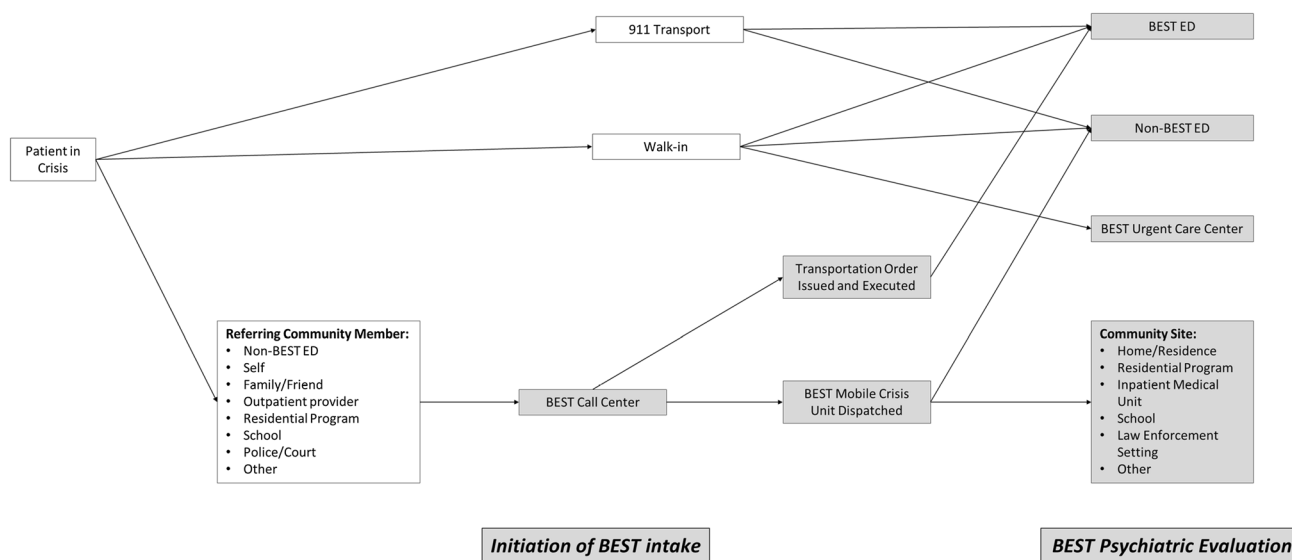 911 Transport
BEST ED
Non-BEST ED
Patient in
Crisis
Walk-in
BEST Urgent Care Center
Transportation Order
Issued and Executed
Referring Community Member:
• Non-BEST ED
• Self
• Family/Friend
• Outpatient provider
• Residential Program
• School
• Police/Court
• Other
BEST Call Center
BEST Mobile Crisis
Unit Dispatched
Community Site:
• Home/Residence
• Residential Program
• Inpatient Medical
Unit
• School
• Law Enforcement
Setting
• Other
Initiation of BEST intake
BEST Psychiatric Evaluation